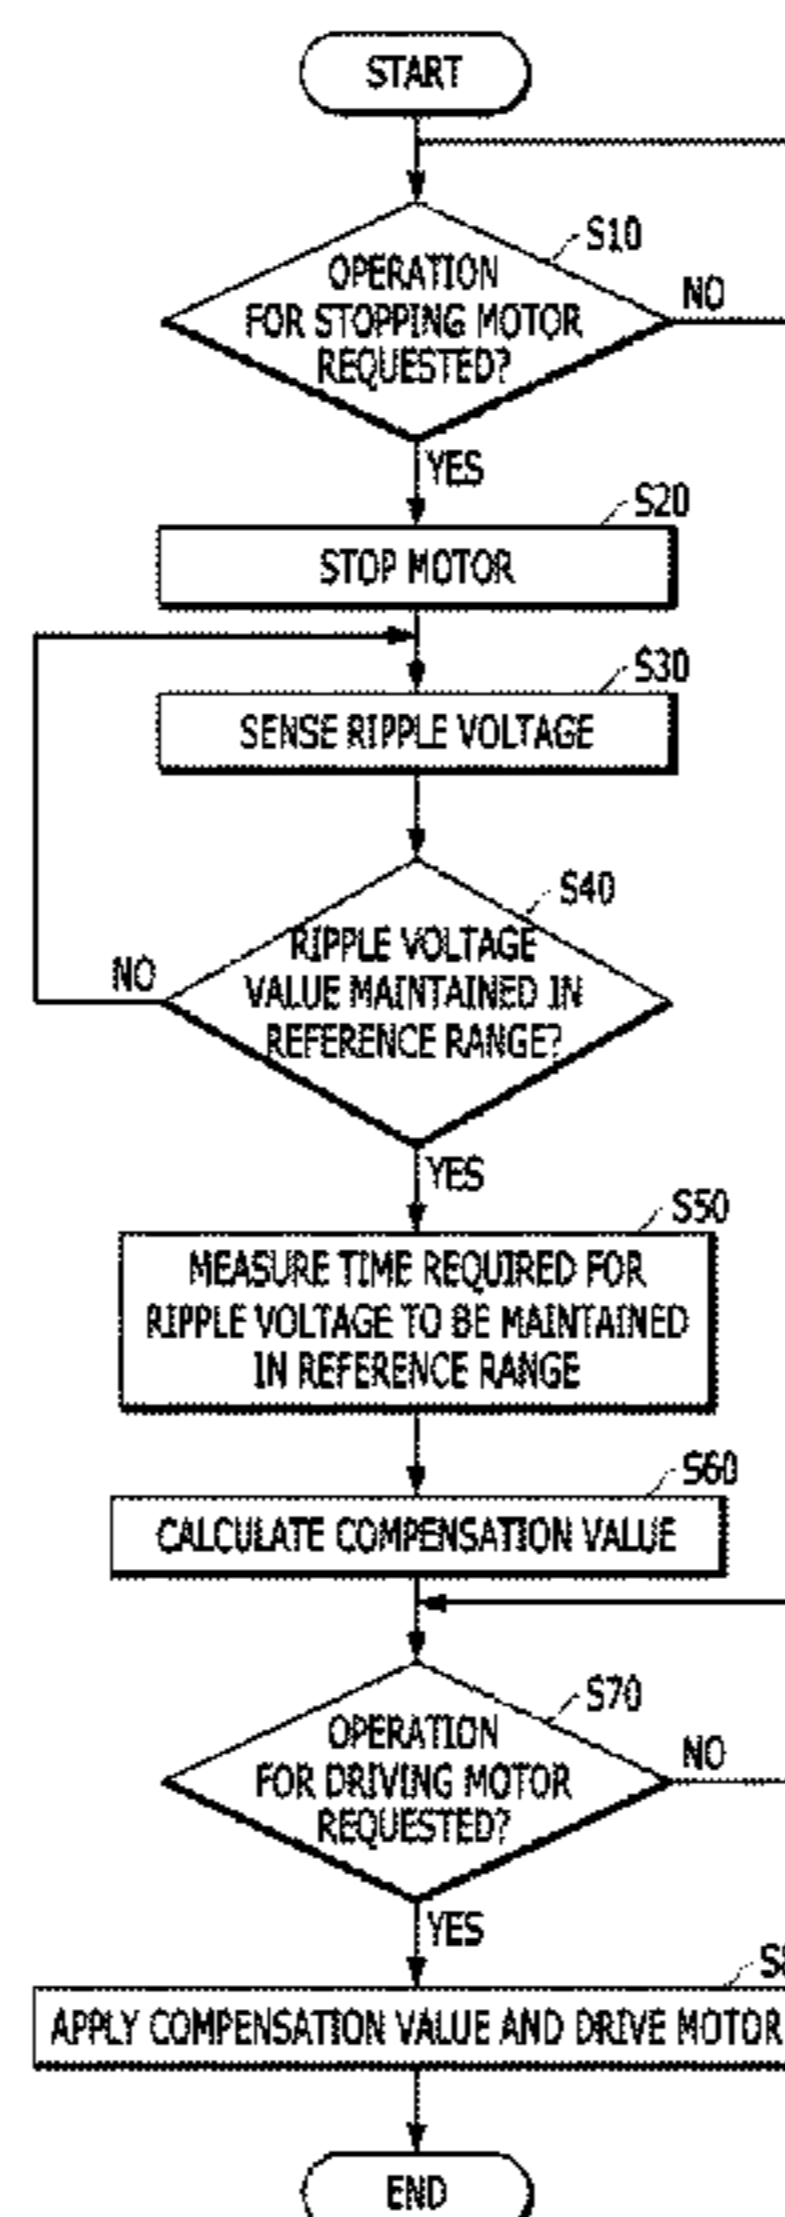 START
S10
OPERATION
FOR STOPPING MOTOR
REQUESTED?
NO
YES
S20
STOP MOTOR
S30
SENSE RIPPLE VOLTAGE
S40
RIPPLE VOLTAGE
VALUE MAINTAINED IN
REFERENCE RANGE?
NO
YES
S50
MEASURE TIME REQUIRED FOR
RIPPLE VOLTAGE TO BE MAINTAINED
IN REFERENCE RANGE
S60
CALCULATE COMPENSATION VALUE
S70
OPERATION
FOR DRIVING MOTOR
REQUESTED?
NO
YES
APPLY COMPENSATION VALUE AND DRIVE MOTOR
END